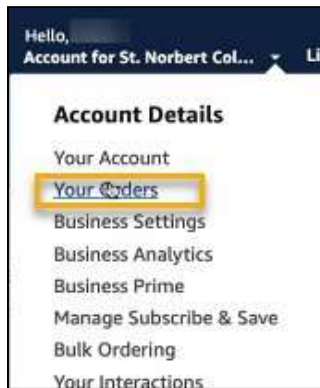 Hello,
Account for St. Norbert Col... Li
Account Details
Your Account
Your Orders
Business Settings
Business Analytics
Business Prime
Manage Subscribe & Save
Bulk Ordering
Your Interactions